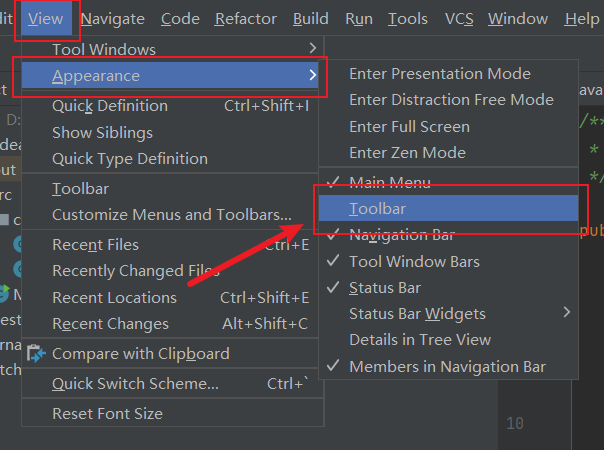 dit View Navigate Code Refactor Build Run Tools VCS Window Help
Tool Windows
Appearance
Quick Definition Ctrl+Shift+I
Show Siblings
Quick Type Definition
Toolbar
Customize Menus and Toolbars...
Recent Files Ctrl+E
Recently Changed Files
Recent Locations Ctrl+Shift+E
Recent Changes Alt+Shift+C
Compare with Clipboard
Quick Switch Scheme... Ctrl+`
Reset Font Size
Enter Presentation Mode
Enter Distraction Free Mode
Enter Full Screen
Enter Zen Mode
Main Menu
Toolbar
Navigation Bar
Tool Window Bars
Status Bar
Status Bar Widgets
Details in Tree View
Members in Navigation Bar
ct
D:
dea
out
rc
c
M
est
rna
tch
java
/**
*
*/
pub
10